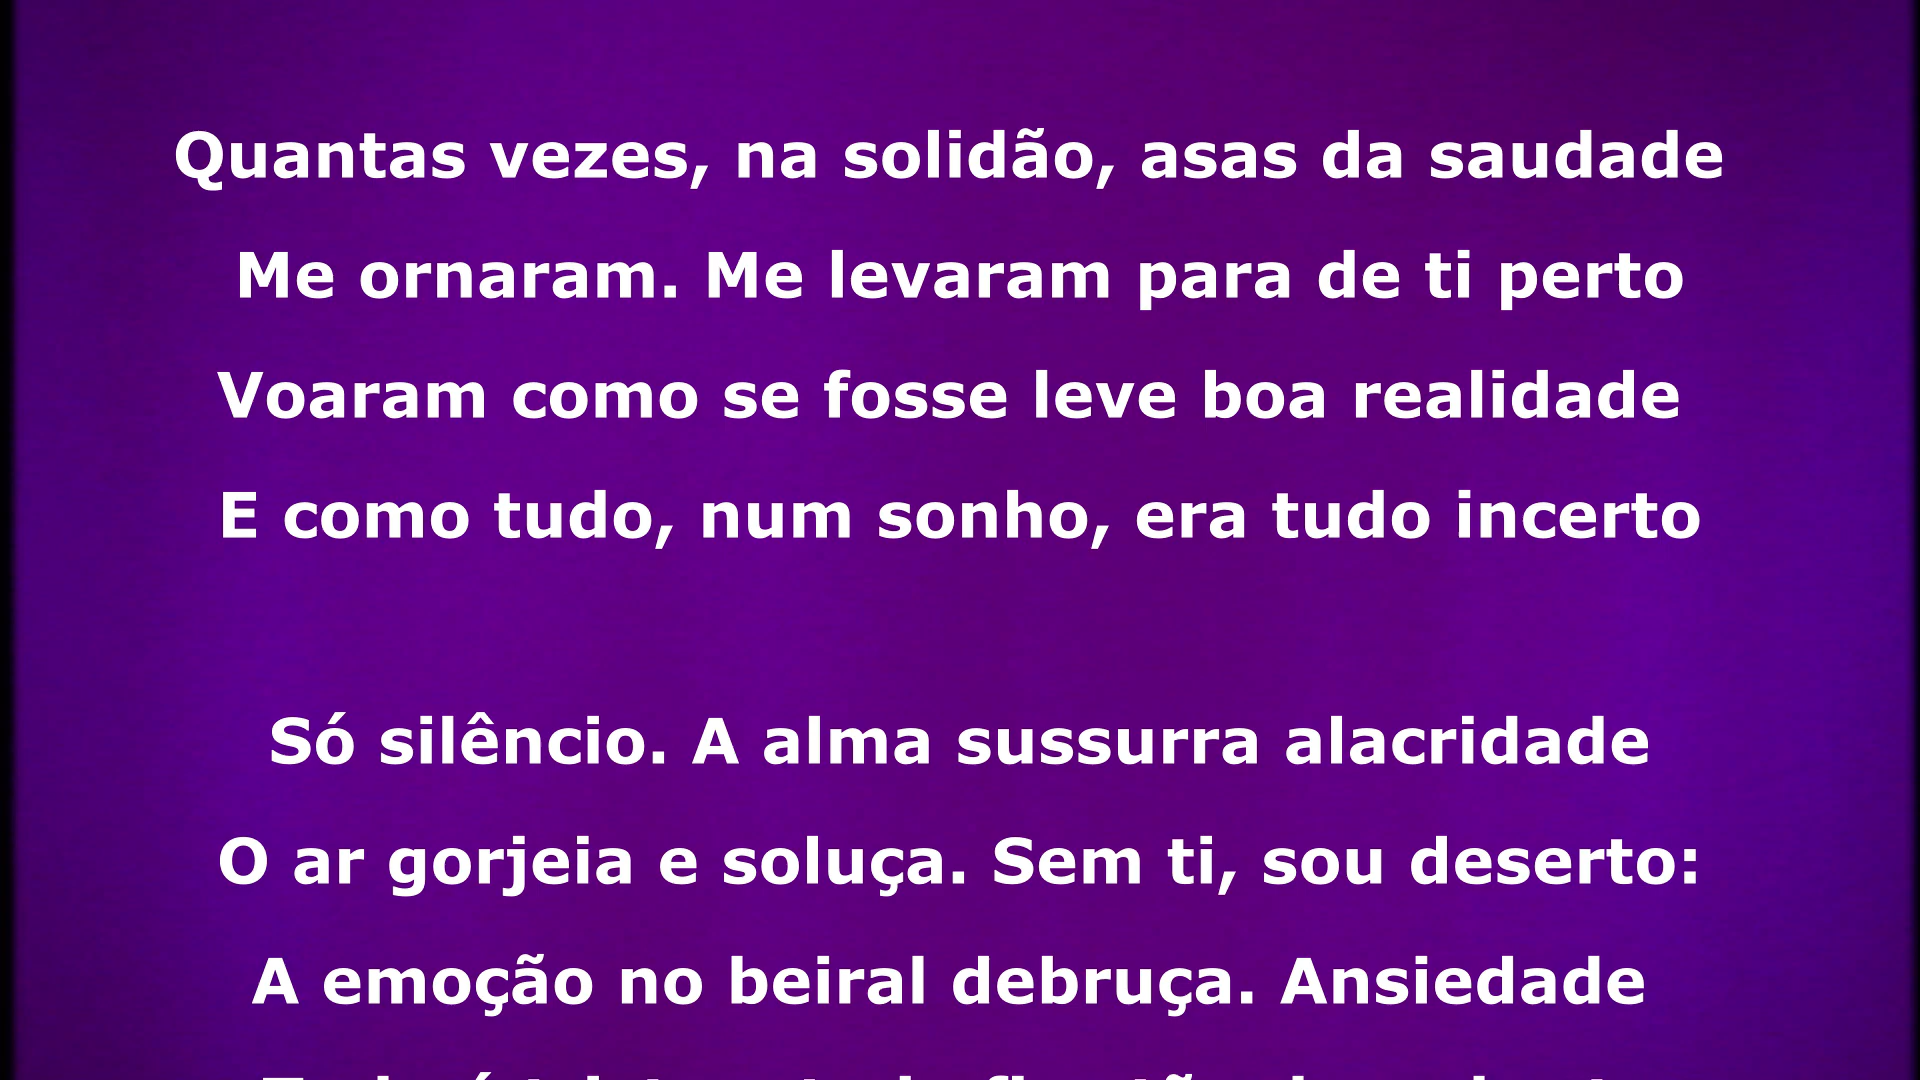 Quantas vezes, na solidão, asas da saudade
Me ornaram. Me levaram para de ti perto
Voaram como se fosse leve boa realidade
E como tudo, num sonho, era tudo incerto
Só silêncio. A alma sussurra alacridade
O ar gorjeia e soluça. Sem ti, sou deserto:
A emoção no beiral debruça. Ansiedade